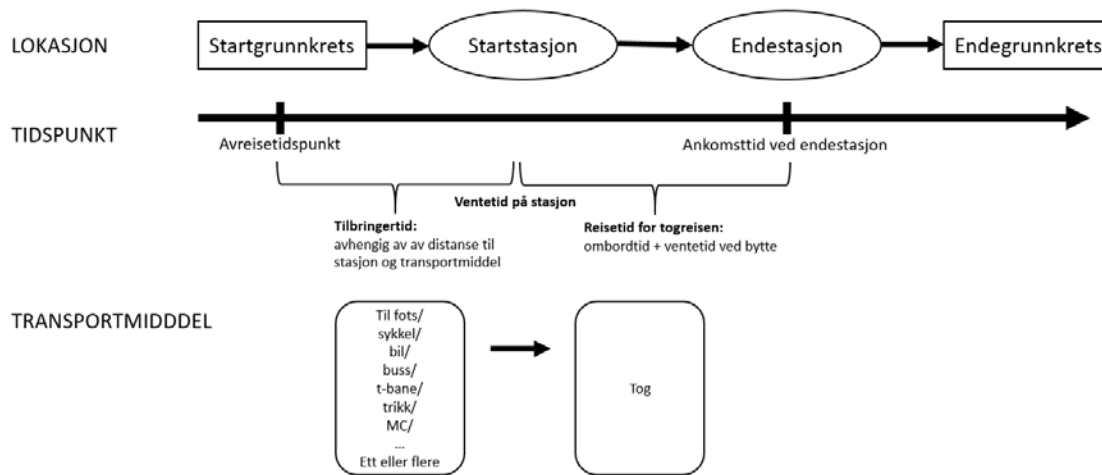 LOKASJON
Startgrunnkrets
Startstasjon
Endestasjon
Endegrunnkrets
TIDSPUNKT
Avreisetidspunkt
Ankomsttid ved endestasjon
Ventetid på stasjon
Tilbringertid:
avhengig av av distanse til
stasjon og transportmiddel
Reisetid for togreisen:
ombordtid + ventetid ved bytte
TRANSPORTMIDDDEL
Til fots/
sykkel/
bil/
buss/
t-bane/
trikk/
MC/
...
Ett eller flere
Tog